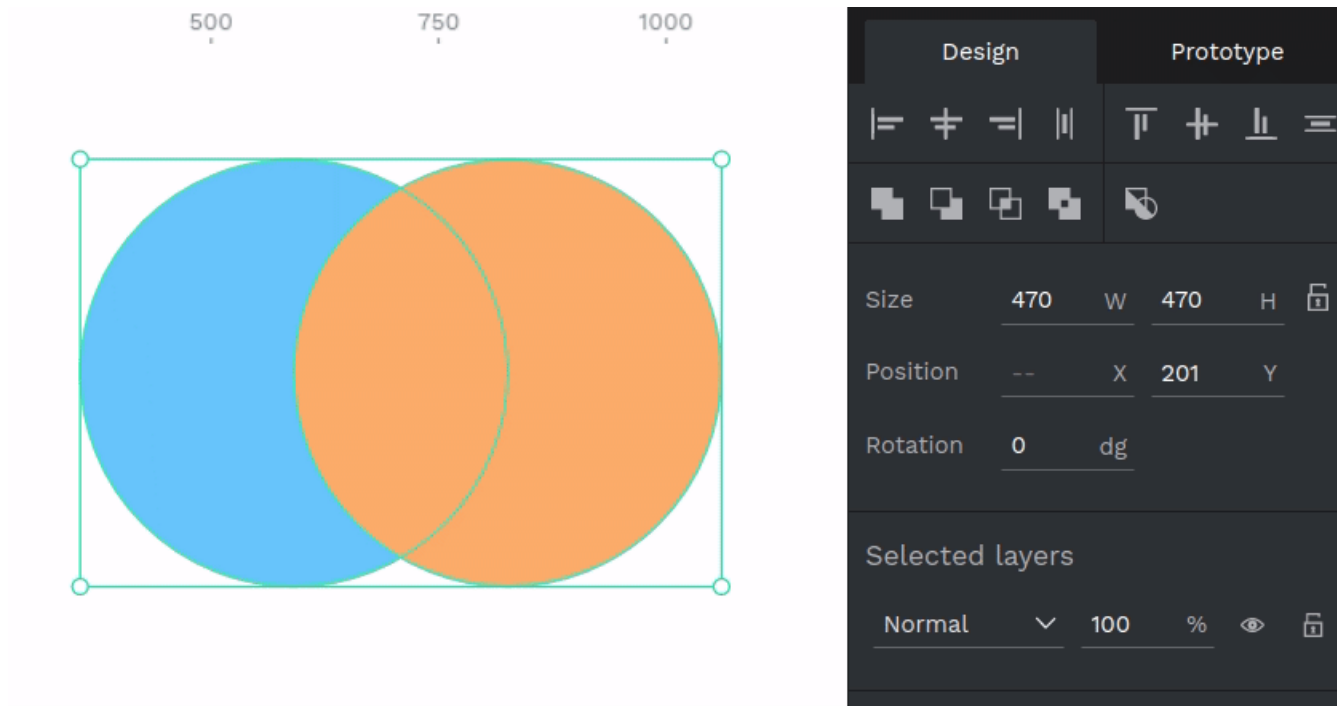 500 750 1000
Design Prototype
Size 470 W 470 H
Position -- X 201 Y
Rotation 0 dg
Selected layers
Normal 100 %